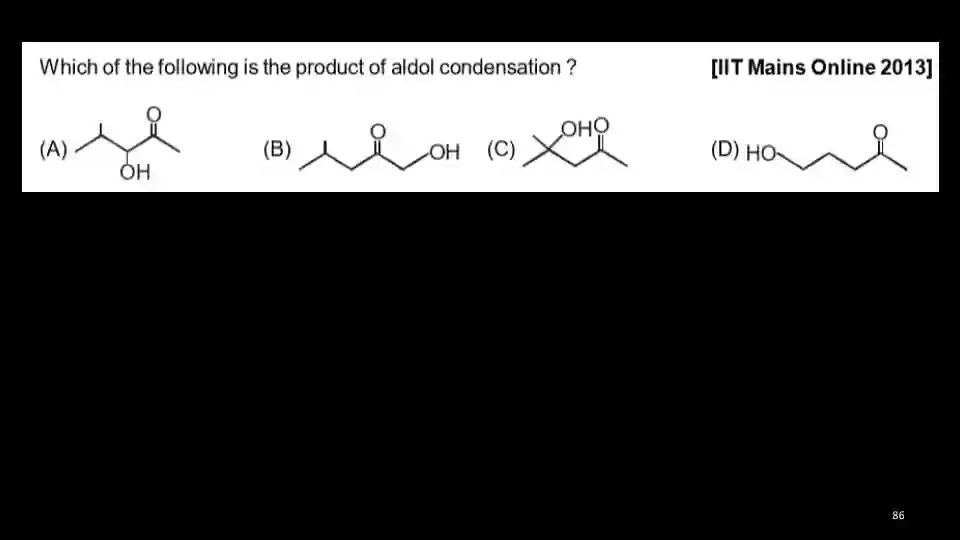 Which of the following is the product of aldol condensation ? [IIT Mains Online 2013]
(A) O OH (B) O OH (C) OH O (D) HO O
86